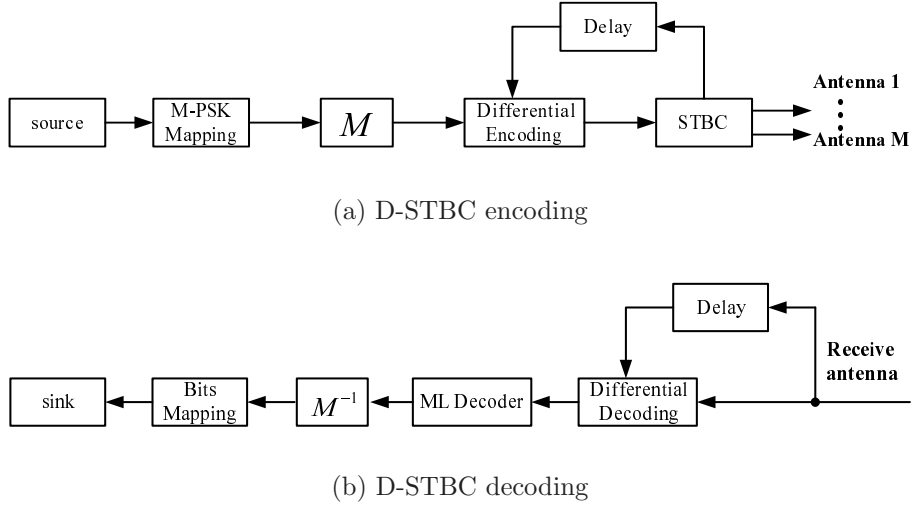 Delay
source
M-PSK
Mapping
M
Differential
Encoding
STBC
Antenna 1
Antenna M
(a) D-STBC encoding
Delay
Receive
antenna
sink
Bits
Mapping
M⁻¹
ML Decoder
Differential
Decoding
(b) D-STBC decoding